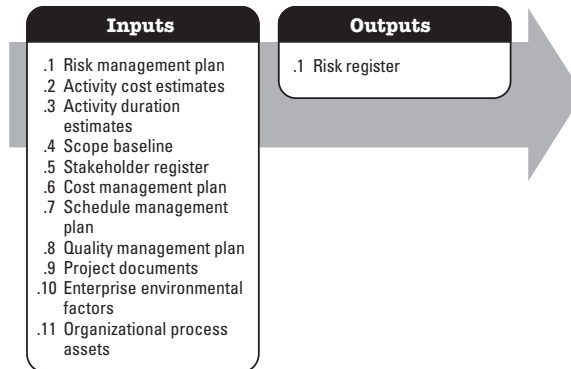 Inputs
.1 Risk management plan
.2 Activity cost estimates
.3 Activity duration
estimates
.4 Scope baseline
.5 Stakeholder register
.6 Cost management plan
.7 Schedule management
plan
.8 Quality management plan
.9 Project documents
.10 Enterprise environmental
factors
.11 Organizational process
assets
Outputs
.1 Risk register